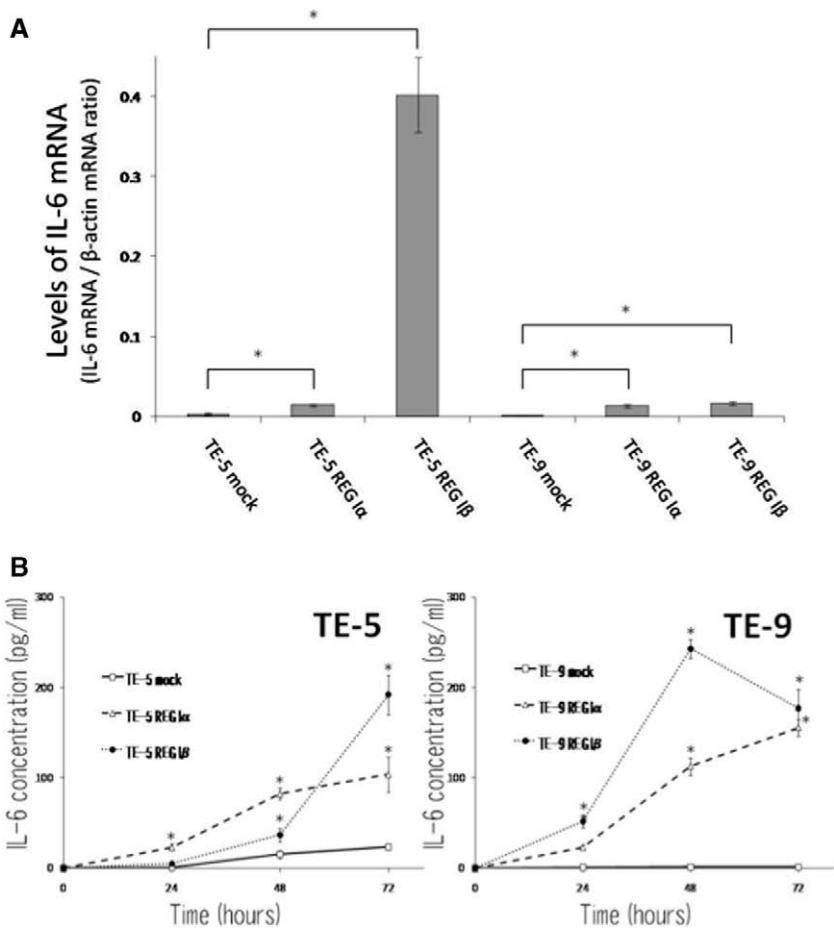 A
*
Levels of IL-6 mRNA
(IL-6 mRNA / β-actin mRNA ratio)
0.4
0.3
0.2
0.1
0
*
*
*
TE-5 mock
TE-5 REG Iα
TE-5 REG Iβ
TE-9 mock
TE-9 REG Iα
TE-9 REG Iβ
B
IL-6 concentration (pg/ml)
300
200
100
0
TE-5
TE-5 mock
TE-5 REG Iα
TE-5 REG Iβ
*
*
*
*
*
0
24
48
72
Time (hours)
IL-6 concentration (pg/ml)
300
200
100
0
TE-9
TE-9 mock
TE-9 REG Iα
TE-9 REG Iβ
*
*
*
*
*
*
0
24
48
72
Time (hours)